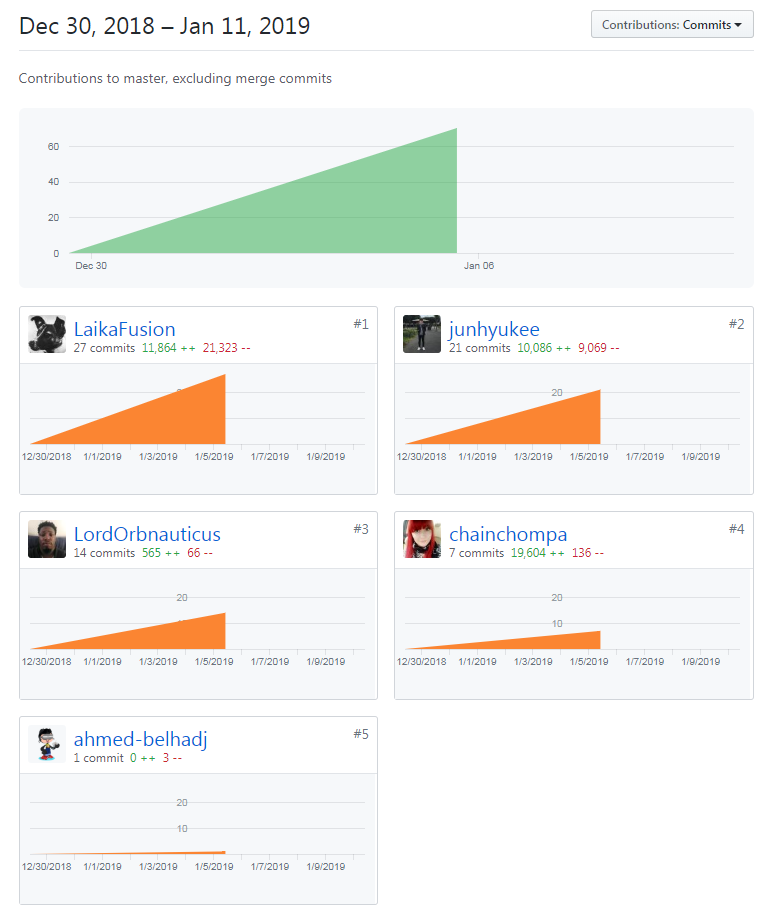 Dec 30, 2018 – Jan 11, 2019
Contributions: Commits
Contributions to master, excluding merge commits
60
40
20
0
Dec 30 Jan 06
LaikaFusion #1
27 commits 11,864 ++ 21,323 --
12/30/2018 1/1/2019 1/3/2019 1/5/2019 1/7/2019 1/9/2019
junhyukee #2
21 commits 10,086 ++ 9,069 --
20
12/30/2018 1/1/2019 1/3/2019 1/5/2019 1/7/2019 1/9/2019
LordOrbnauticus #3
14 commits 565 ++ 66 --
20
12/30/2018 1/1/2019 1/3/2019 1/5/2019 1/7/2019 1/9/2019
chainchompa #4
7 commits 19,604 ++ 136 --
20
10
12/30/2018 1/1/2019 1/3/2019 1/5/2019 1/7/2019 1/9/2019
ahmed-belhadj #5
1 commit 0 ++ 3 --
20
10
12/30/2018 1/1/2019 1/3/2019 1/5/2019 1/7/2019 1/9/2019